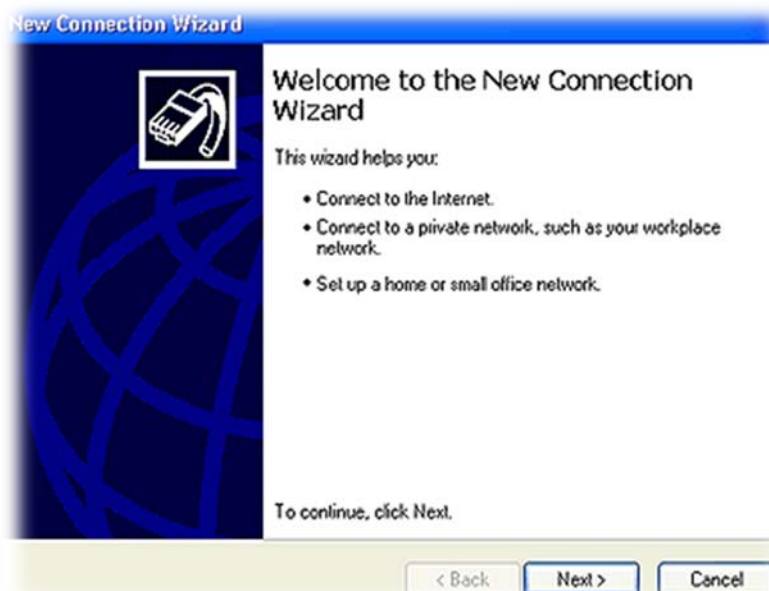 New Connection Wizard
Welcome to the New Connection
Wizard
This wizard helps you:
• Connect to the Internet.
• Connect to a private network, such as your workplace
network.
• Set up a home or small office network.
To continue, click Next.
< Back Next > Cancel